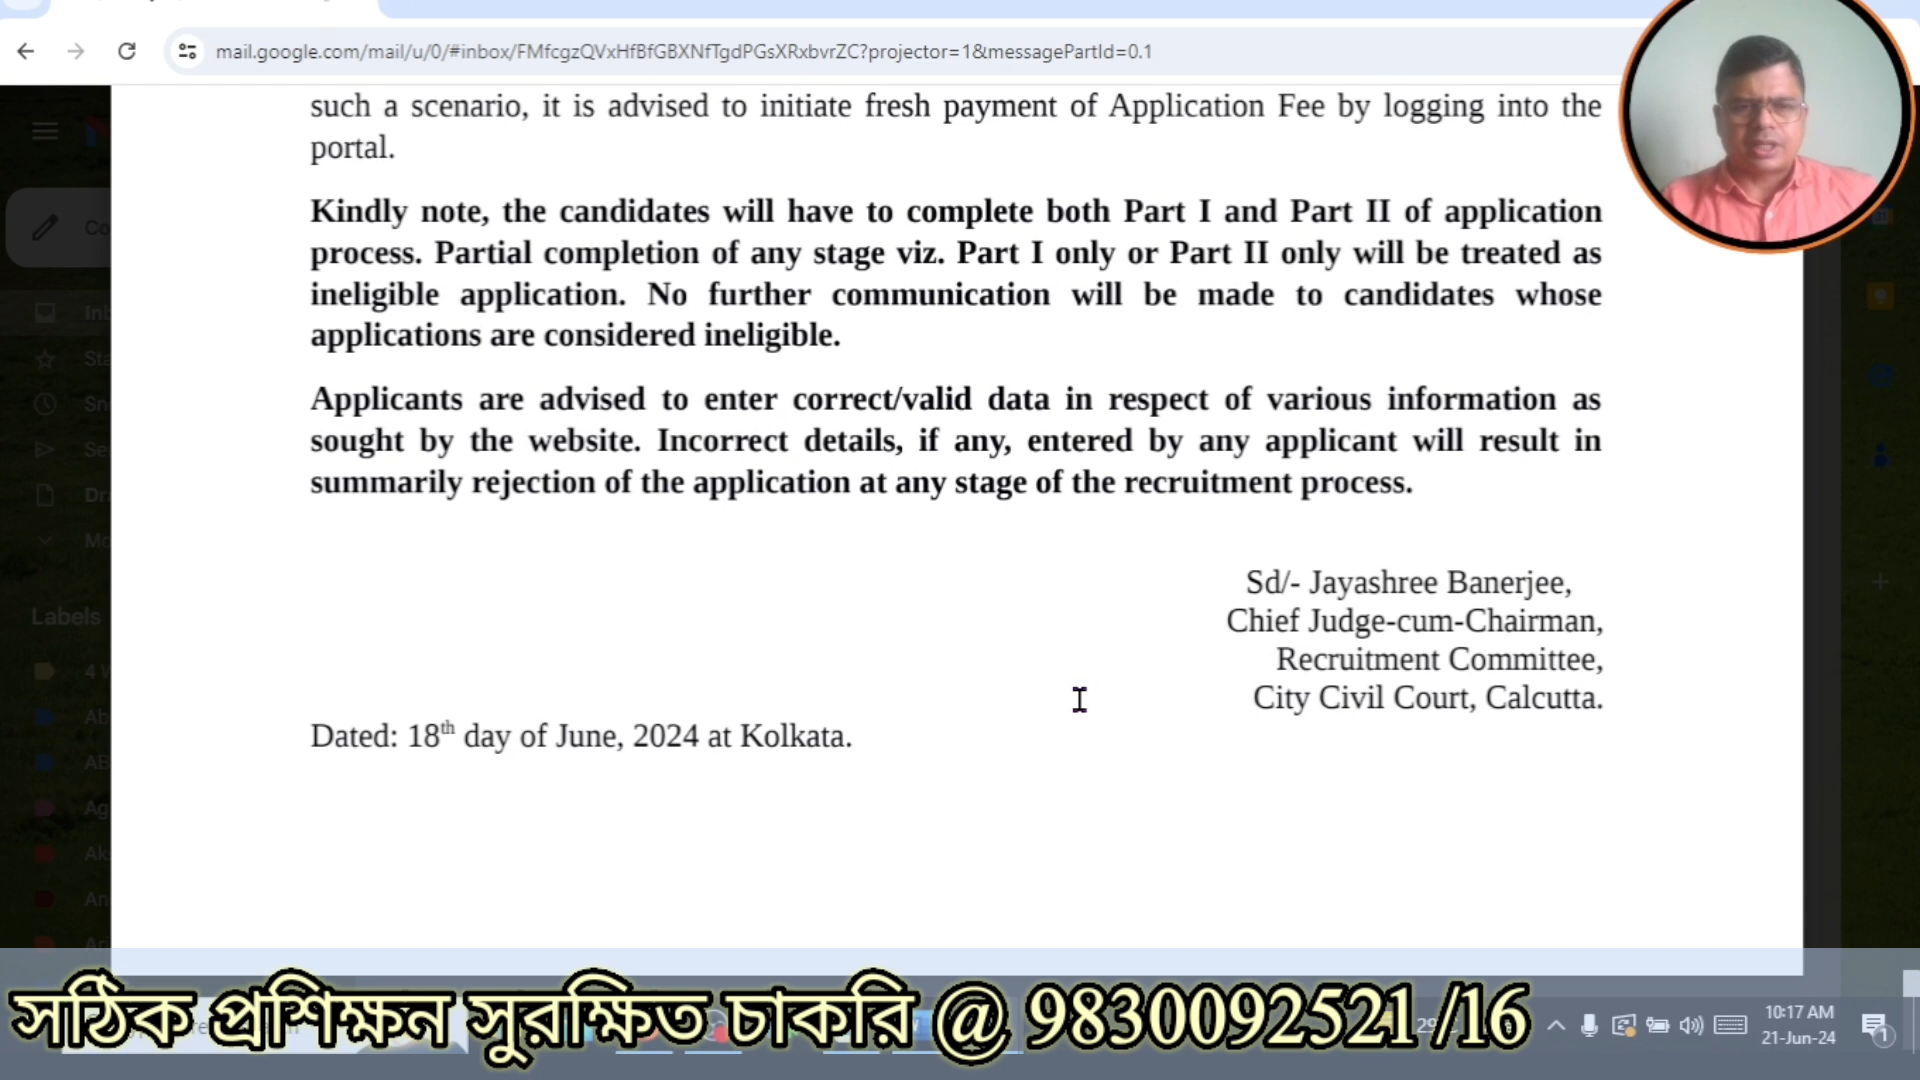 mail.google.com/mail/u/0/#inbox/FMfcgzQVxHfBfGBXNfTgdPGsXRxbvrZC?projector=1&messagePartId=0.1
such a scenario, it is advised to initiate fresh payment of Application Fee by logging into the
portal.
Kindly note, the candidates will have to complete both Part I and Part II of application
process. Partial completion of any stage viz. Part I only or Part II only will be treated as
ineligible application. No further communication will be made to candidates whose
applications are considered ineligible.
Applicants are advised to enter correct/valid data in respect of various information as
sought by the website. Incorrect details, if any, entered by any applicant will result in
summarily rejection of the application at any stage of the recruitment process.
Sd/- Jayashree Banerjee,
Chief Judge-cum-Chairman,
Recruitment Committee,
City Civil Court, Calcutta.
Dated: 18th day of June, 2024 at Kolkata.
Labels
সঠিক প্রশিক্ষন সুরক্ষিত চাকরি @ 9830092521 /16
10:17 AM
21-Jun-24